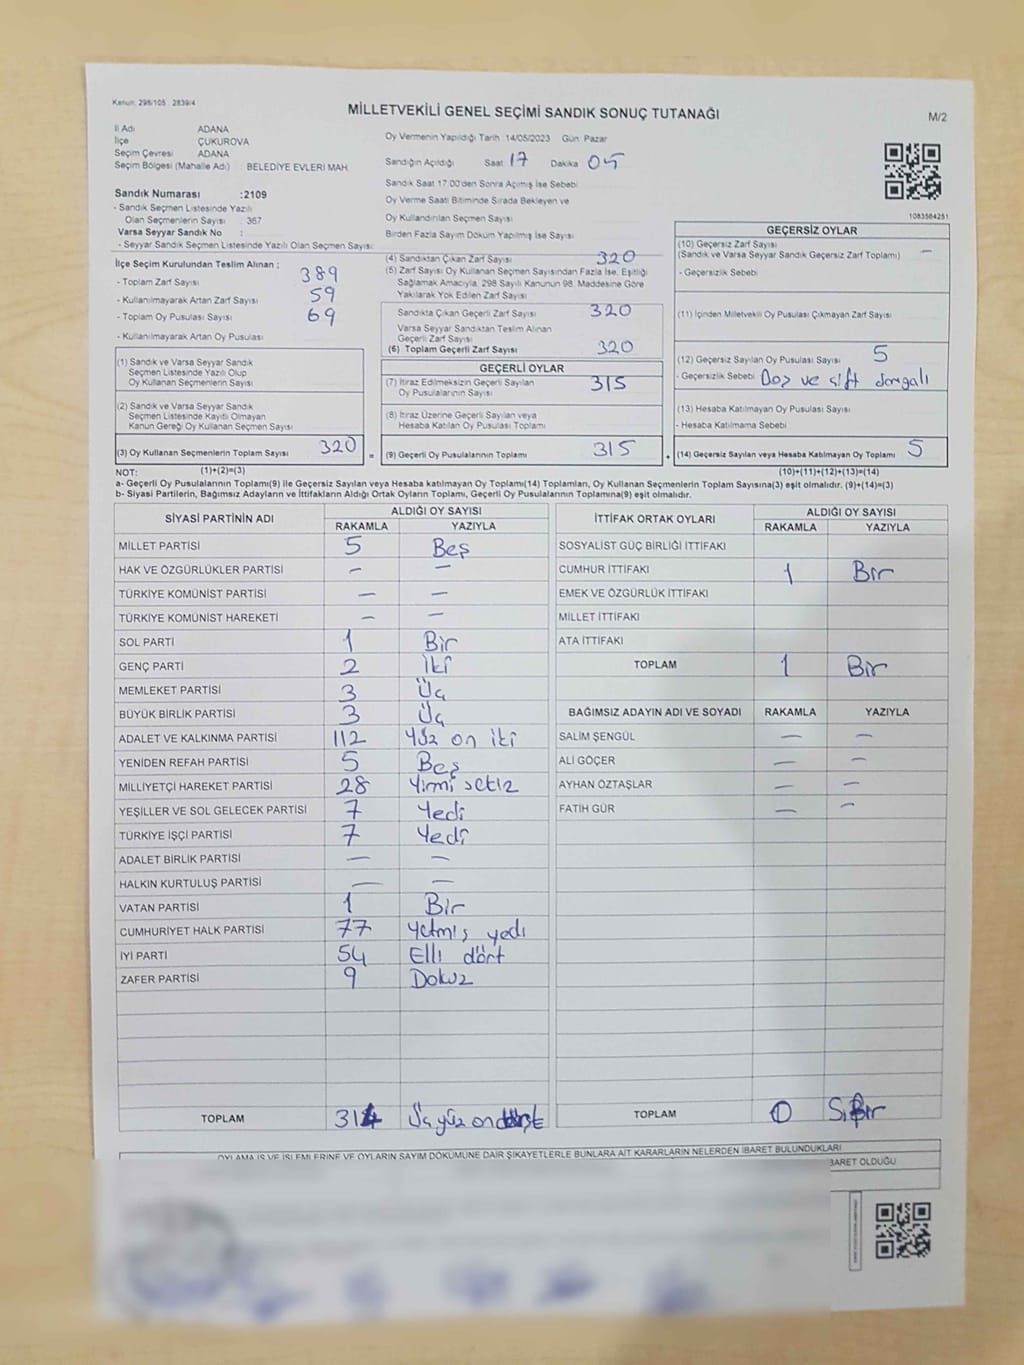 Kanun: 298/105 2839/4
MİLLETVEKİLİ GENEL SEÇİMİ SANDIK SONUÇ TUTANAĞI
M/2
İl Adı ADANA
İlçe ÇUKUROVA
Seçim Çevresi ADANA
Seçim Bölgesi (Mahalle Adı) BELEDİYE EVLERİ MAH
Sandık Numarası :2109
- Sandık Seçmen Listesinde Yazılı
Olan Seçmenlerin Sayısı : 367
Varsa Seyyar Sandık No :
- Seyyar Sandık Seçmen Listesinde Yazılı Olan Seçmen Sayısı:
Oy Vermenin Yapıldığı Tarih :14/05/2023 Gün: Pazar
Sandığın Açıldığı Saat 17 Dakika 05
Sandık Saat 17:00'den Sonra Açılmış İse Sebebi
Oy Verme Saati Bitiminde Sırada Bekleyen ve
Oy Kullandırılan Seçmen Sayısı
Birden Fazla Sayım Döküm Yapılmış İse Sayısı
1083584251
İlçe Seçim Kurulundan Teslim Alınan ;
- Toplam Zarf Sayısı 389
- Kullanılmayarak Artan Zarf Sayısı 59
- Toplam Oy Pusulası Sayısı 69
- Kullanılmayarak Artan Oy Pusulası
(1) Sandık ve Varsa Seyyar Sandık
Seçmen Listesinde Yazılı Olup
Oy Kullanan Seçmenlerin Sayısı
(2) Sandık ve Varsa Seyyar Sandık
Seçmen Listesinde Kayıtlı Olmayan
Kanun Gereği Oy Kullanan Seçmen Sayısı
(3) Oy Kullanan Seçmenlerin Toplam Sayısı 320 =
(4) Sandıktan Çıkan Zarf Sayısı 320
(5) Zarf Sayısı Oy Kullanan Seçmen Sayısından Fazla İse, Eşitliği
Sağlamak Amacıyla, 298 Sayılı Kanunun 98. Maddesine Göre
Yakılarak Yok Edilen Zarf Sayısı
Sandıkta Çıkan Geçerli Zarf Sayısı 320
Varsa Seyyar Sandıktan Teslim Alınan
Geçerli Zarf Sayısı
(6) Toplam Geçerli Zarf Sayısı 320
GEÇERLİ OYLAR
(7) İtiraz Edilmeksizin Geçerli Sayılan
Oy Pusulalarının Sayısı 315
(8) İtiraz Üzerine Geçerli Sayılan veya
Hesaba Katılan Oy Pusulası Toplamı
(9) Geçerli Oy Pusulalarının Toplamı 315 +
GEÇERSİZ OYLAR
(10) Geçersiz Zarf Sayısı
(Sandık ve Varsa Seyyar Sandık Geçersiz Zarf Toplamı) -
- Geçersizlik Sebebi
(11) İçinden Milletvekili Oy Pusulası Çıkmayan Zarf Sayısı
(12) Geçersiz Sayılan Oy Pusulası Sayısı 5
- Geçersizlik Sebebi Boş ve çift damgalı
(13) Hesaba Katılmayan Oy Pusulası Sayısı
- Hesaba Katılmama Sebebi
(14) Geçersiz Sayılan veya Hesaba Katılmayan Oy Toplamı 5
NOT: (1)+(2)=(3) (10)+(11)+(12)+(13)=(14)
a- Geçerli Oy Pusulalarının Toplamı(9) ile Geçersiz Sayılan veya Hesaba katılmayan Oy Toplamı(14) Toplamları, Oy Kullanan Seçmenlerin Toplam Sayısına(3) eşit olmalıdır. (9)+(14)=(3)
b- Siyasi Partilerin, Bağımsız Adayların ve İttifakların Aldığı Ortak Oyların Toplamı, Geçerli Oy Pusulalarının Toplamına(9) eşit olmalıdır.
SİYASİ PARTİNİN ADI ALDIĞI OY SAYISI
RAKAMLA YAZIYLA
MİLLET PARTİSİ 5 Beş
HAK VE ÖZGÜRLÜKLER PARTİSİ - -
TÜRKİYE KOMÜNİST PARTİSİ - -
TÜRKİYE KOMÜNİST HAREKETİ - -
SOL PARTİ 1 Bir
GENÇ PARTİ 2 İki
MEMLEKET PARTİSİ 3 Üç
BÜYÜK BİRLİK PARTİSİ 3 Üç
ADALET VE KALKINMA PARTİSİ 112 Yüz on iki
YENİDEN REFAH PARTİSİ 5 Beş
MİLLİYETÇİ HAREKET PARTİSİ 28 Yirmi sekiz
YEŞİLLER VE SOL GELECEK PARTİSİ 7 Yedi
TÜRKİYE İŞÇİ PARTİSİ 7 Yedi
ADALET BİRLİK PARTİSİ - -
HALKIN KURTULUŞ PARTİSİ - -
VATAN PARTİSİ 1 Bir
CUMHURİYET HALK PARTİSİ 77 Yetmiş yedi
İYİ PARTİ 54 Elli dört
ZAFER PARTİSİ 9 Dokuz
TOPLAM 314 Üç yüz on
İTTİFAK ORTAK OYLARI ALDIĞI OY SAYISI
RAKAMLA YAZIYLA
SOSYALİST GÜÇ BİRLİĞİ İTTİFAKI
CUMHUR İTTİFAKI 1 Bir
EMEK VE ÖZGÜRLÜK İTTİFAKI
MİLLET İTTİFAKI
ATA İTTİFAKI
TOPLAM 1 Bir
BAĞIMSIZ ADAYIN ADI VE SOYADI RAKAMLA YAZIYLA
SALİM ŞENGÜL - -
ALİ GÖÇER - -
AYHAN ÖZTAŞLAR - -
FATİH GÜR - -
TOPLAM 0
OYLAMA İŞ VE İŞLEMLERİNE VE OYLARIN SAYIM DÖKÜMÜNE DAİR ŞİKAYETLERLE BUNLARA AİT KARARLARIN NELERDEN İBARET BULUNDUKLARI
BARET OLDUĞU